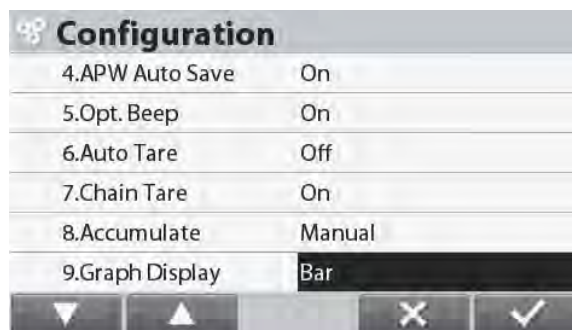 Configuration
4.APW Auto Save On
5.Opt. Beep On
6.Auto Tare Off
7.Chain Tare On
8.Accumulate Manual
9.Graph Display Bar